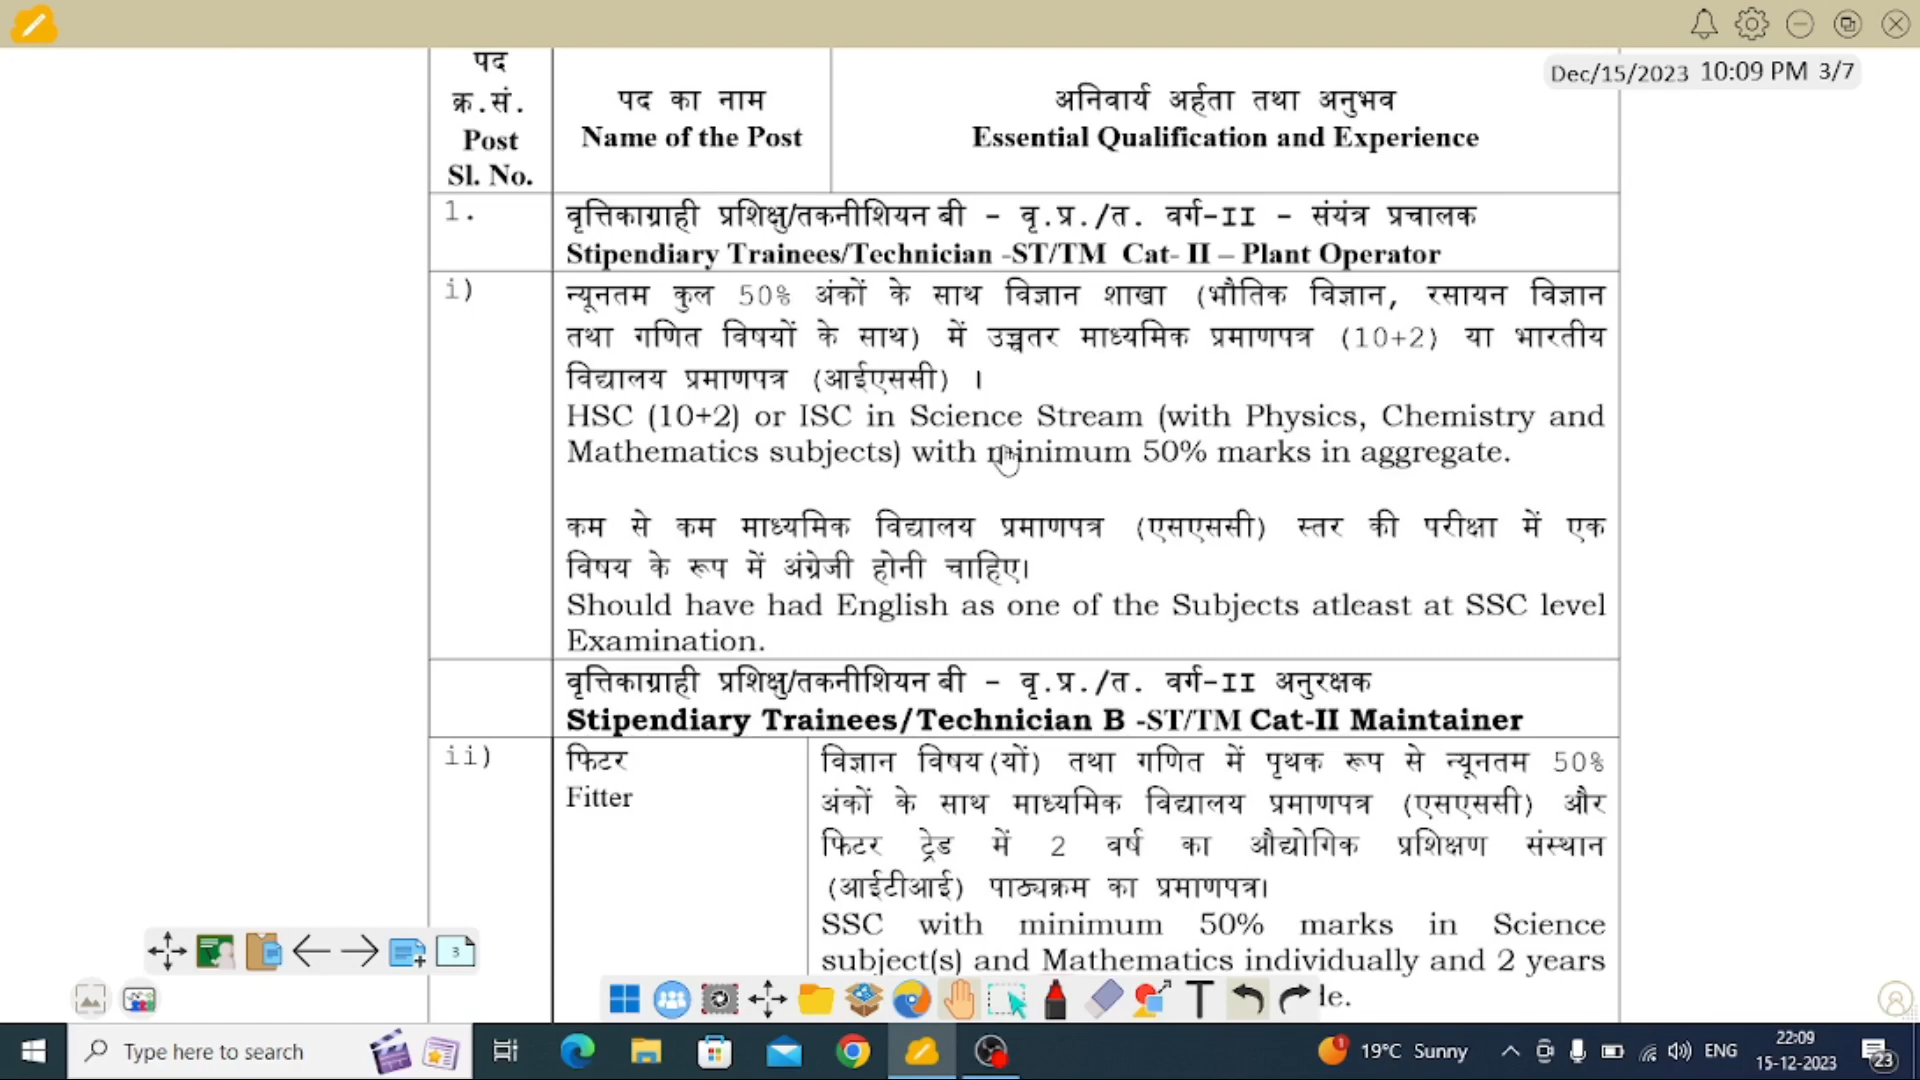 Dec/15/2023 10:09 PM 3/7
पद
क्र.सं.
Post
Sl. No.
पद का नाम
Name of the Post
अनिवार्य अर्हता तथा अनुभव
Essential Qualification and Experience
1.
वृत्तिकाग्राही प्रशिक्षु/तकनीशियन बी - वृ.प्र./त. वर्ग-II - संयंत्र प्रचालक
Stipendiary Trainees/Technician -ST/TM Cat- II – Plant Operator
i)
न्यूनतम कुल 50% अंकों के साथ विज्ञान शाखा (भौतिक विज्ञान, रसायन विज्ञान
तथा गणित विषयों के साथ) में उच्चतर माध्यमिक प्रमाणपत्र (10+2) या भारतीय
विद्यालय प्रमाणपत्र (आईएससी) ।
HSC (10+2) or ISC in Science Stream (with Physics, Chemistry and
Mathematics subjects) with minimum 50% marks in aggregate.
कम से कम माध्यमिक विद्यालय प्रमाणपत्र (एसएससी) स्तर की परीक्षा में एक
विषय के रूप में अंग्रेजी होनी चाहिए।
Should have had English as one of the Subjects atleast at SSC level
Examination.
वृत्तिकाग्राही प्रशिक्षु/तकनीशियन बी - वृ.प्र./त. वर्ग-II अनुरक्षक
Stipendiary Trainees/Technician B -ST/TM Cat-II Maintainer
ii)
फिटर
Fitter
विज्ञान विषय(यों) तथा गणित में पृथक रूप से न्यूनतम 50%
अंकों के साथ माध्यमिक विद्यालय प्रमाणपत्र (एसएससी) और
फिटर ट्रेड में 2 वर्ष का औद्योगिक प्रशिक्षण संस्थान
(आईटीआई) पाठ्यक्रम का प्रमाणपत्र।
SSC with minimum 50% marks in Science
subject(s) and Mathematics individually and 2 years
3
T
Type here to search
1
19°C Sunny
ENG
22:09
15-12-2023
23